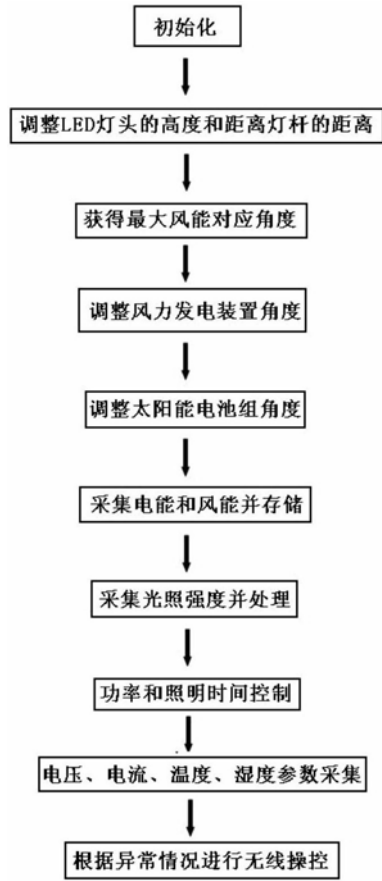 初始化
调整LED灯头的高度和距离灯杆的距离
获得最大风能对应角度
调整风力发电装置角度
调整太阳能电池组角度
采集电能和风能并存储
采集光照强度并处理
功率和照明时间控制
电压、电流、温度、湿度参数采集
根据异常情况进行无线操控